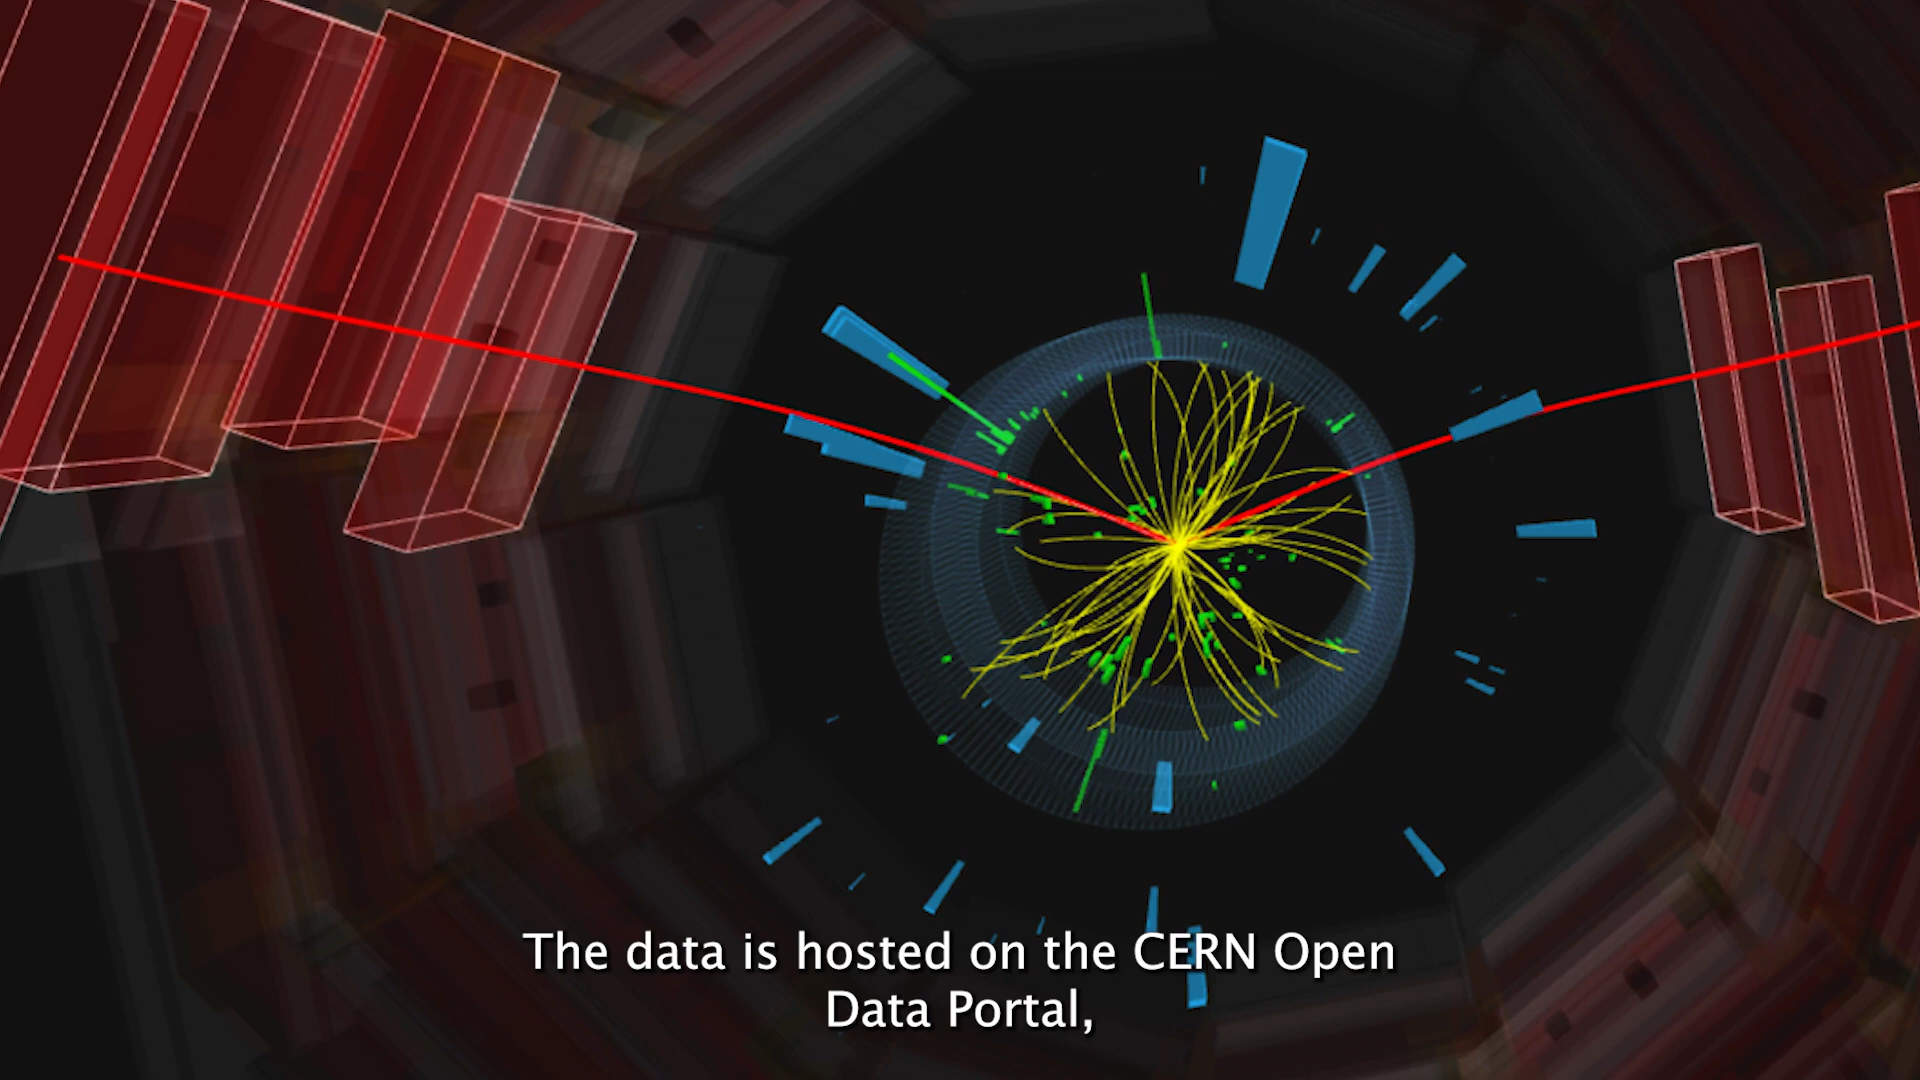 The data is hosted on the CERN Open
Data Portal,